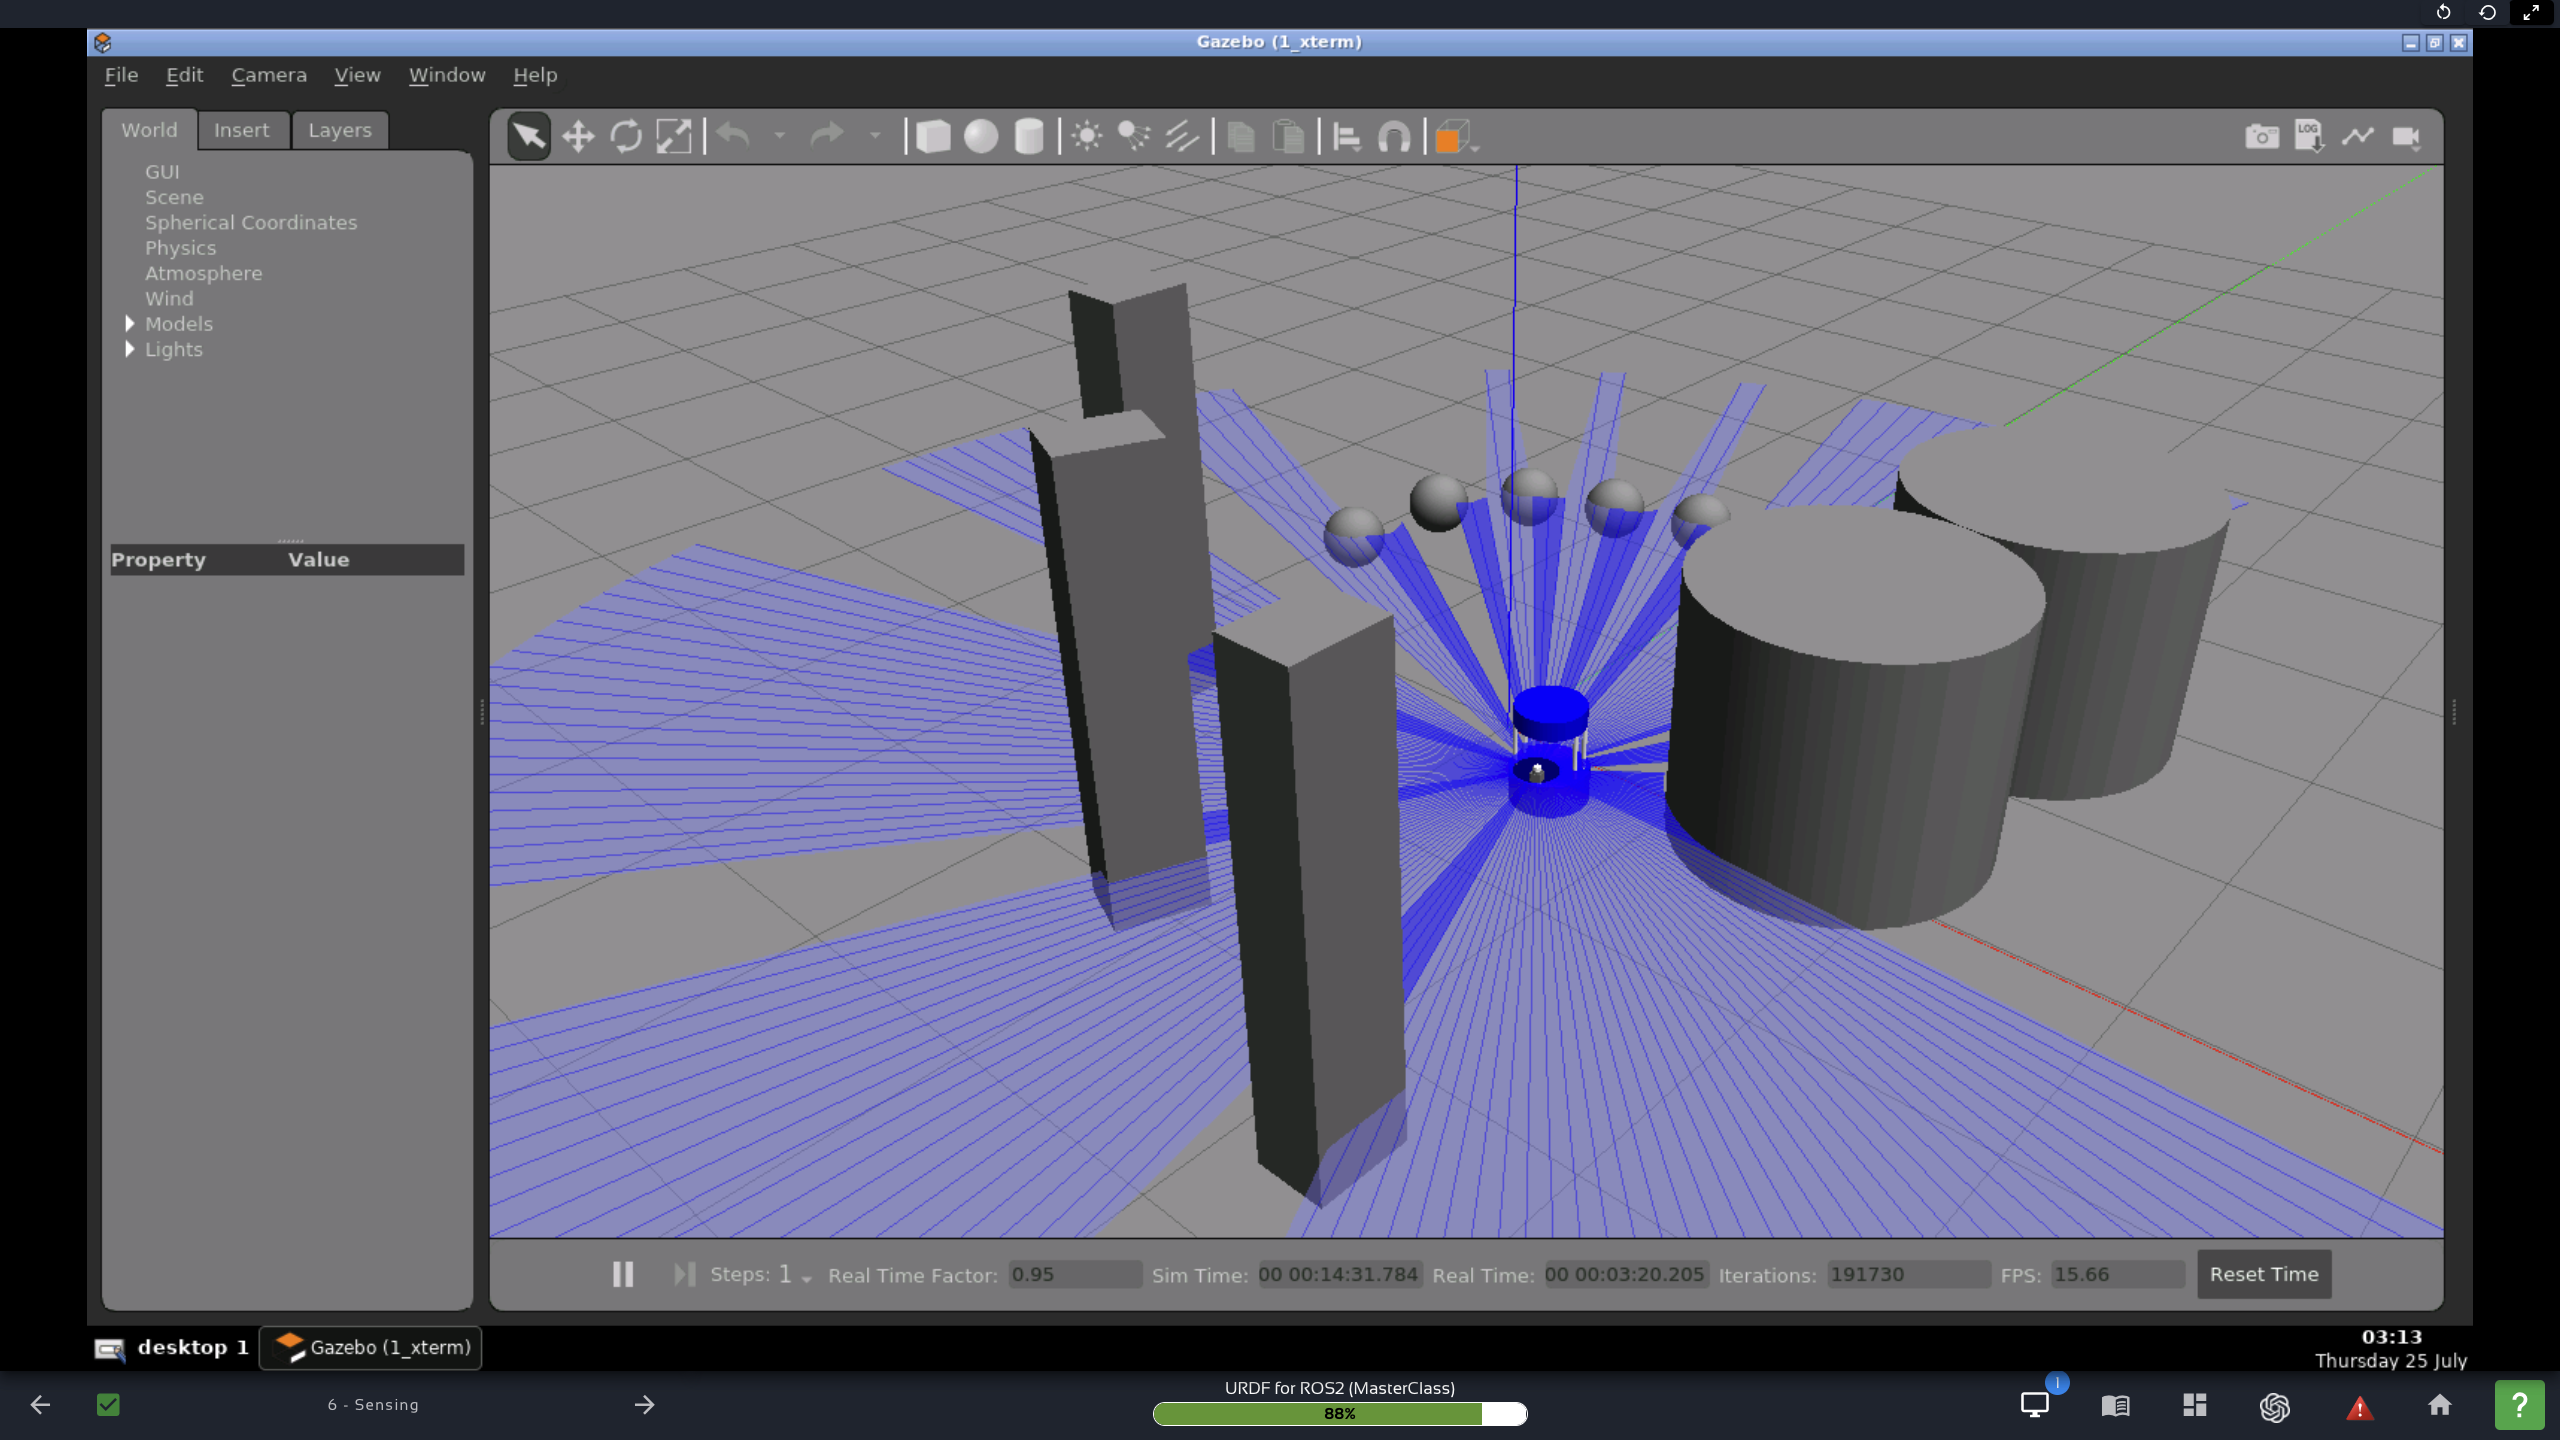 Gazebo (1_xterm)
File Edit Camera View Window Help
World Insert Layers
LOG
GUI
Scene
Spherical Coordinates
Physics
Atmosphere
Wind
Models
Lights
Property Value
Steps: 1 Real Time Factor: 0.95 Sim Time: 00 00:14:31.784 Real Time: 00 00:03:20.205 Iterations: 191730 FPS: 15.66 Reset Time
desktop 1 Gazebo (1_xterm)
03:13
Thursday 25 July
6 - Sensing
URDF for ROS2 (MasterClass)
88%
1
?